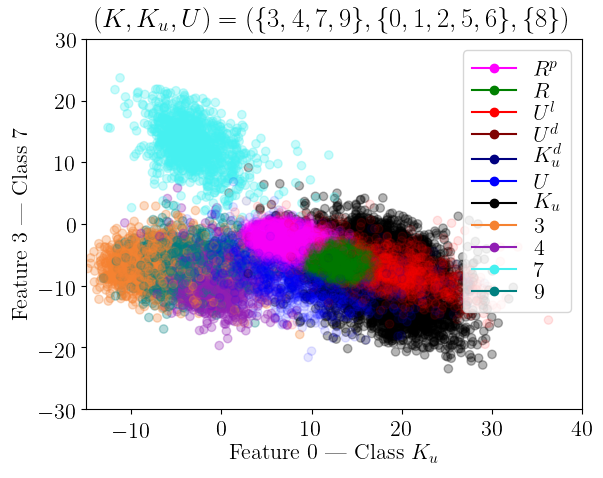 (K, K_u, U) = ({3, 4, 7, 9}, {0, 1, 2, 5, 6}, {8})
30
20
10
0
−10
−20
−30
Feature 3 — Class 7
R^p
R
U^l
U^d
K_u^d
U
K_u
3
4
7
9
−10 0 10 20 30 40
Feature 0 — Class K_u